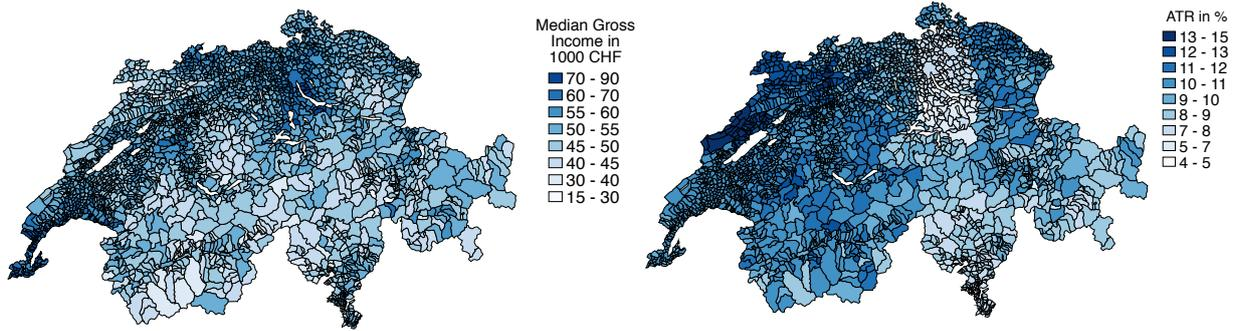 Median Gross
Income in
1000 CHF
70 - 90
60 - 70
55 - 60
50 - 55
45 - 50
40 - 45
30 - 40
15 - 30
ATR in %
13 - 15
12 - 13
11 - 12
10 - 11
9 - 10
8 - 9
7 - 8
5 - 7
4 - 5